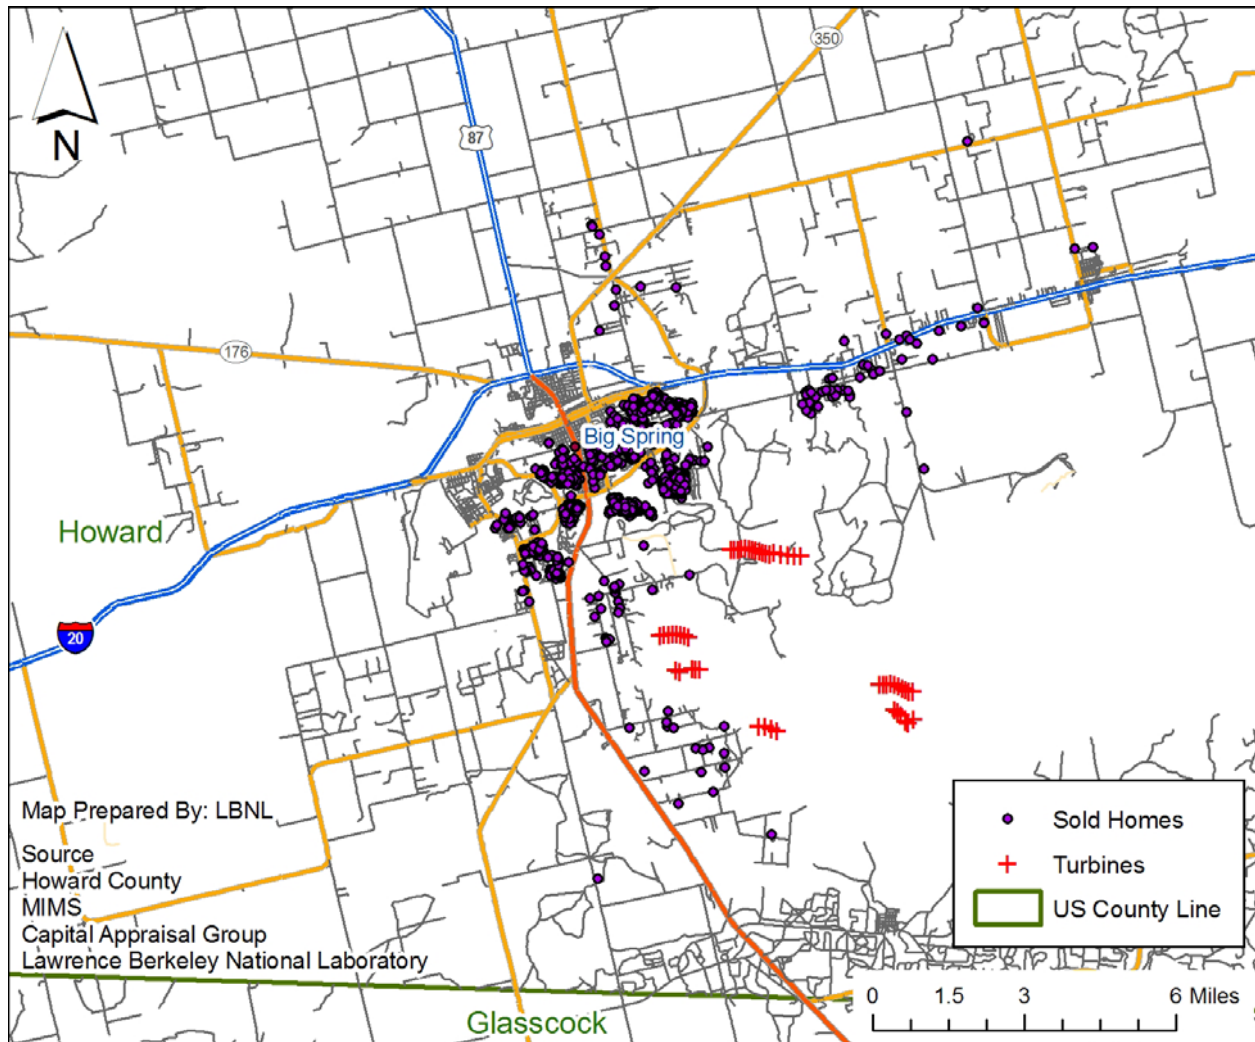 350
N
87
176
Big Spring
Howard
20
Map Prepared By: LBNL
Source
Howard County
MIMS
Capital Appraisal Group
Lawrence Berkeley National Laboratory
Sold Homes
Turbines
US County Line
0 1.5 3 6 Miles
Glasscock